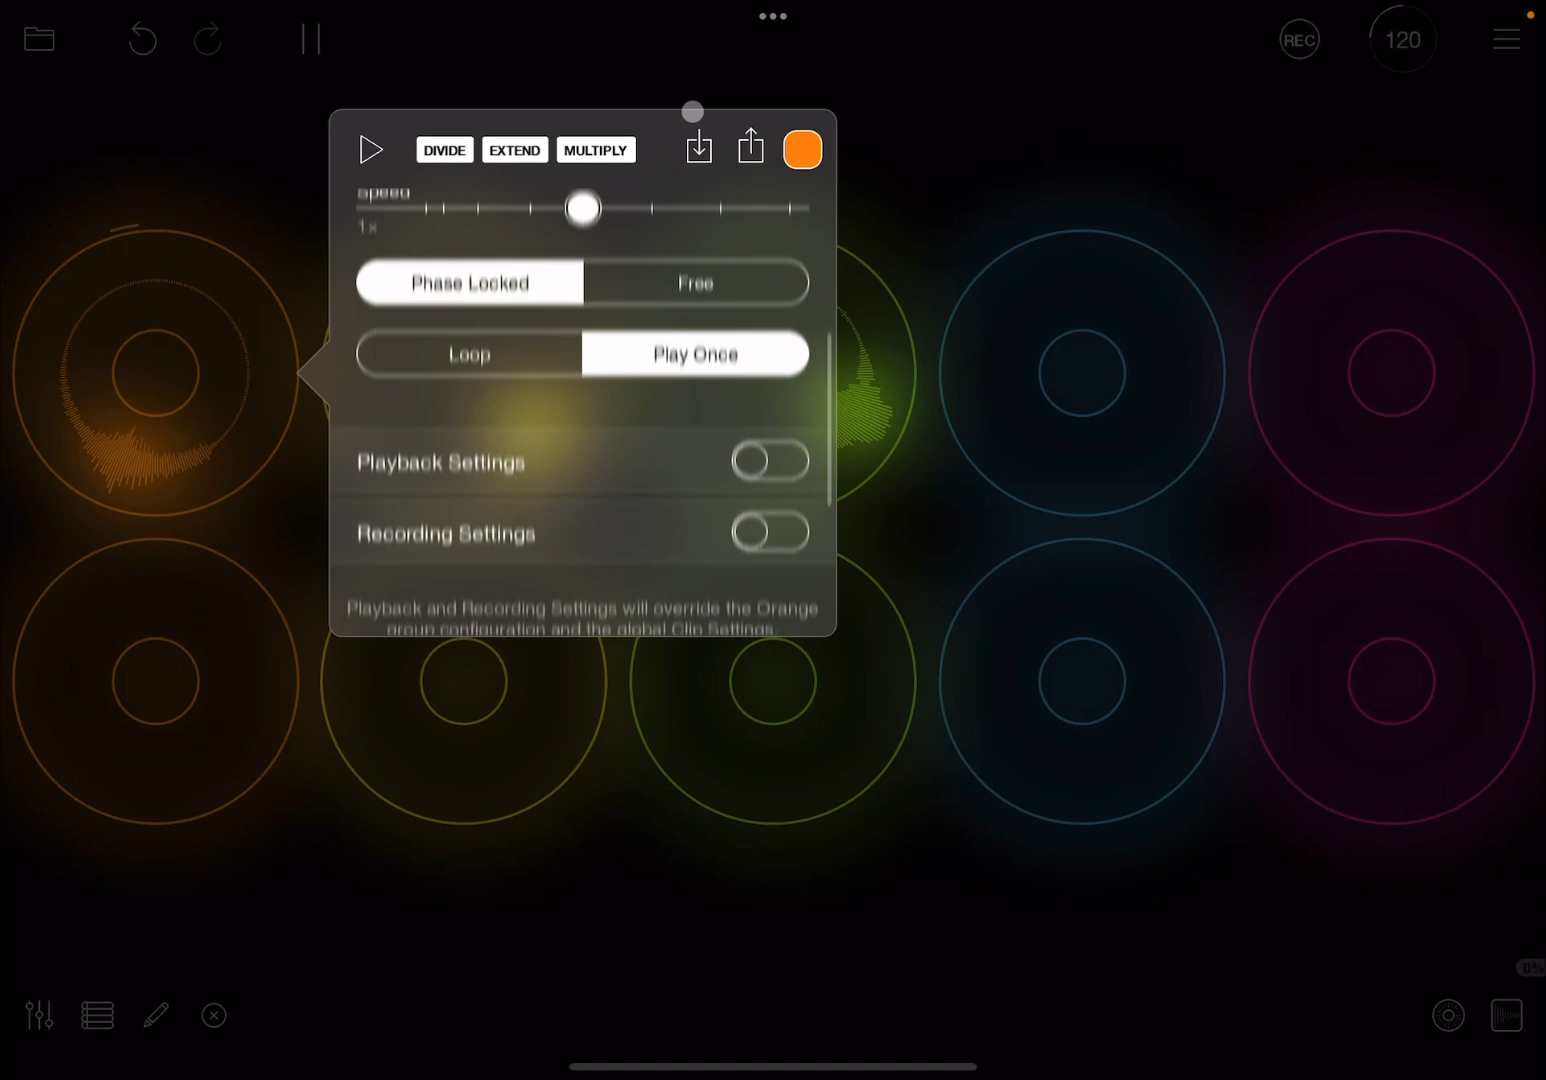 REC
120
DIVIDE EXTEND MULTIPLY
Speed
1x
Phase Locked Free
Loop Play Once
Playback Settings
Recording Settings
Playback and Recording Settings will override the Orange
group configuration and the global Clip Settings.
0%